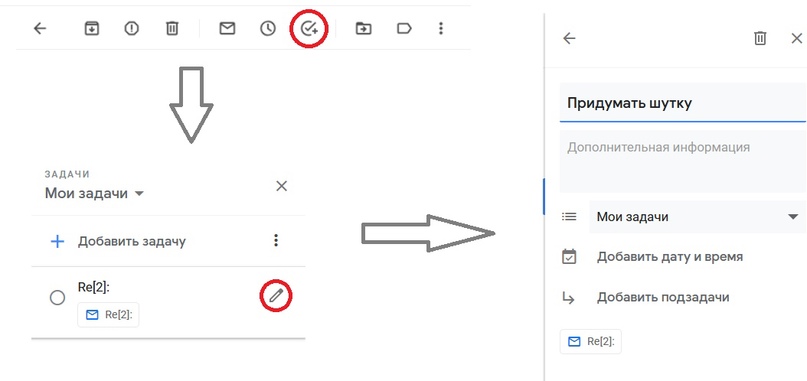 ЗАДАЧИ
Мои задачи
Добавить задачу
Re[2]:
Re[2]:
Придумать шутку
Дополнительная информация
Мои задачи
Добавить дату и время
Добавить подзадачи
Re[2]: